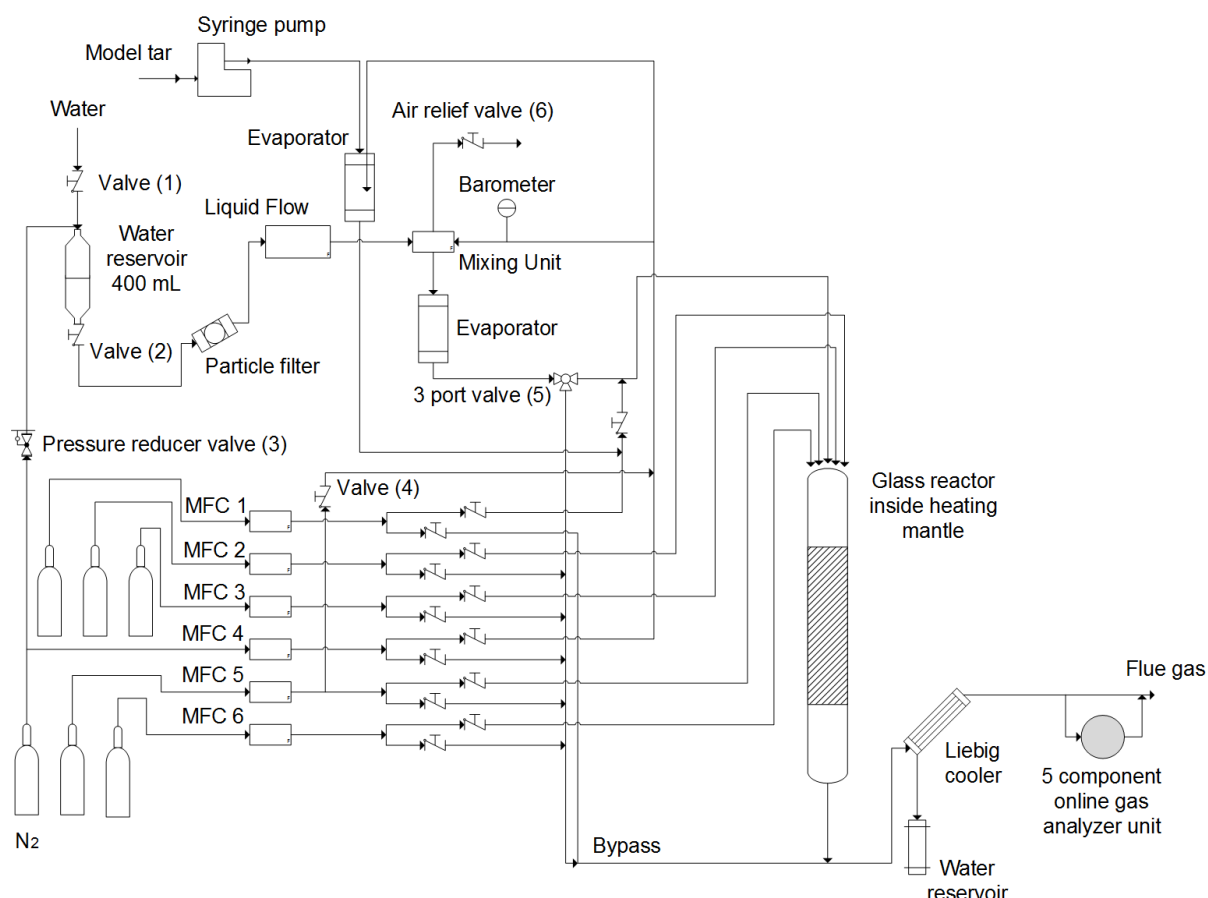 Syringe pump
Model tar
Water
Air relief valve (6)
Evaporator
Valve (1)
Barometer
Liquid Flow
Water
reservoir
400 mL
Mixing Unit
Evaporator
Valve (2)
Particle filter
3 port valve (5)
Pressure reducer valve (3)
Valve (4)
Glass reactor
inside heating
mantle
MFC 1
MFC 2
MFC 3
MFC 4
MFC 5
MFC 6
Flue gas
Liebig
cooler
5 component
online gas
analyzer unit
N2
Bypass
Water
reservoir